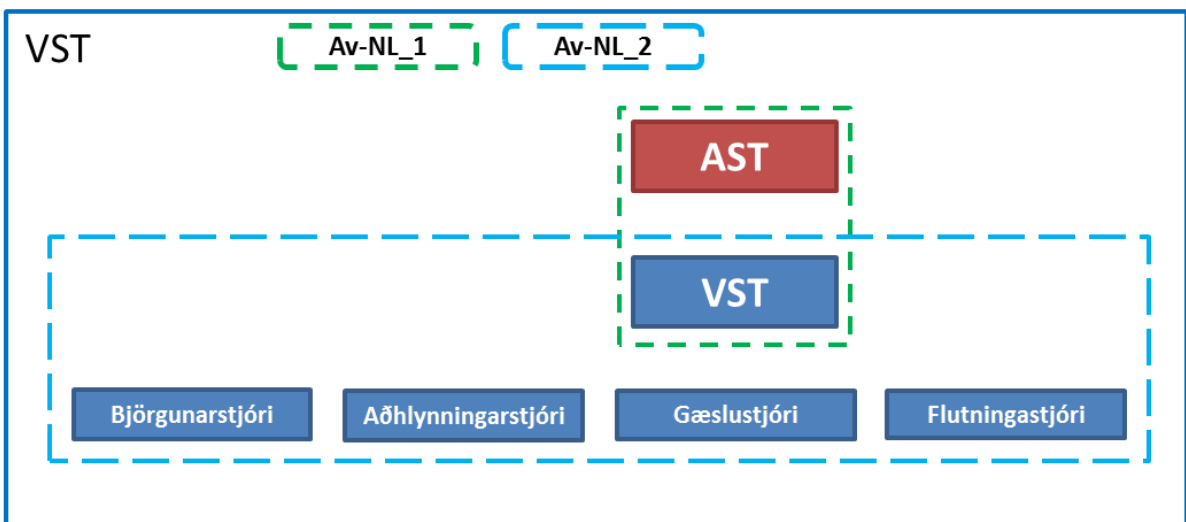 VST
Av-NL_1
Av-NL_2
AST
VST
Björgunarstjóri
Aðhlynningarstjóri
Gæslustjóri
Flutningastjóri